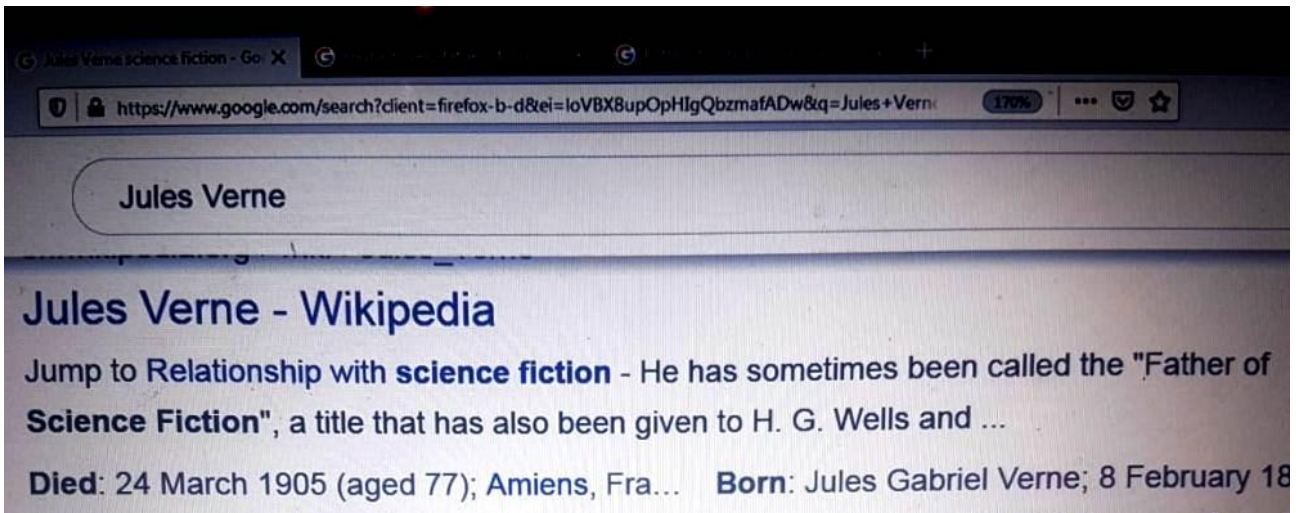 Jules Verne science fiction - Go
https://www.google.com/search?client=firefox-b-d&ei=IoVBX8upOpHIgQbzmafADw&q=Jules+Vern
170%
Jules Verne
Jules Verne - Wikipedia
Jump to Relationship with science fiction - He has sometimes been called the "Father of
Science Fiction", a title that has also been given to H. G. Wells and ...
Died: 24 March 1905 (aged 77); Amiens, Fra... Born: Jules Gabriel Verne; 8 February 18